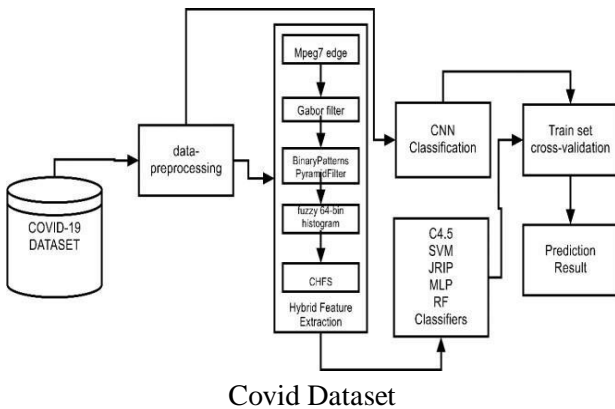 COVID-19
DATASET
data-
preprocessing
Mpeg7 edge
Gabor filter
BinaryPatterns
PyramidFilter
fuzzy 64-bin
histogram
CHFS
Hybrid Feature
Extraction
CNN
Classification
C4.5
SVM
JRIP
MLP
RF
Classifiers
Train set
cross-validation
Prediction
Result
Covid Dataset